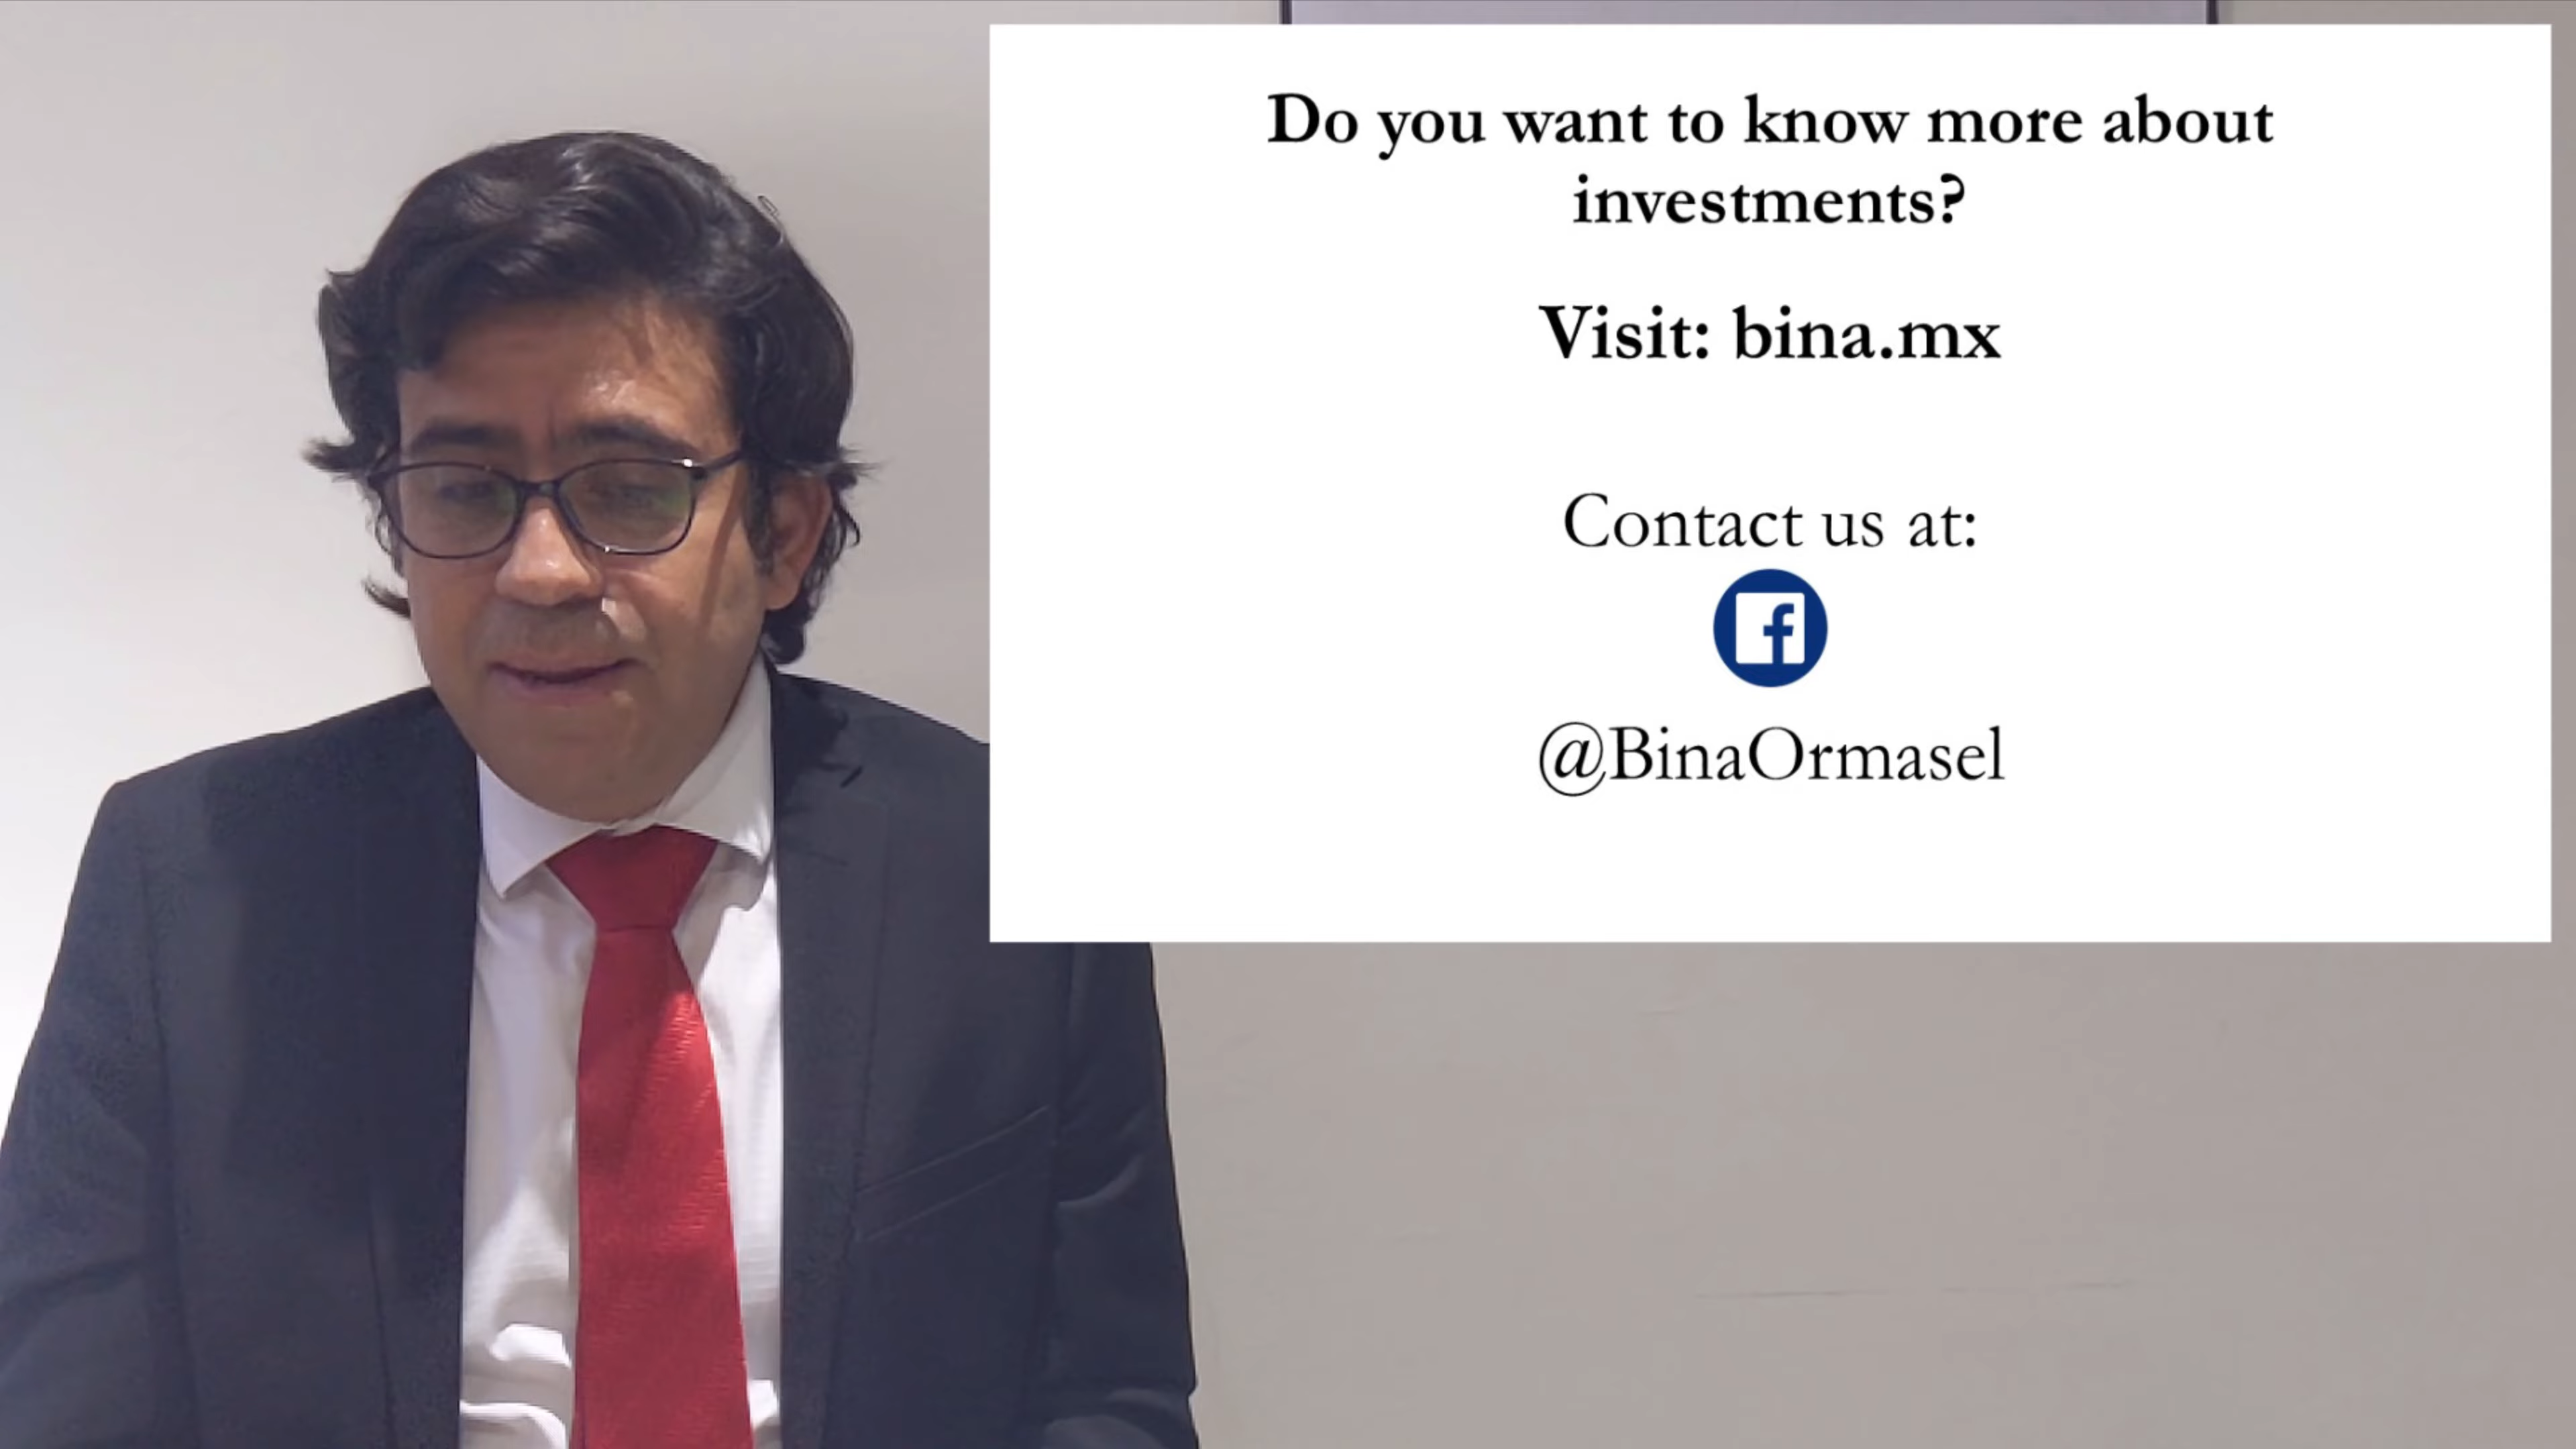 Do you want to know more about
investments?
Visit: bina.mx
Contact us at:
f
@BinaOrmasel